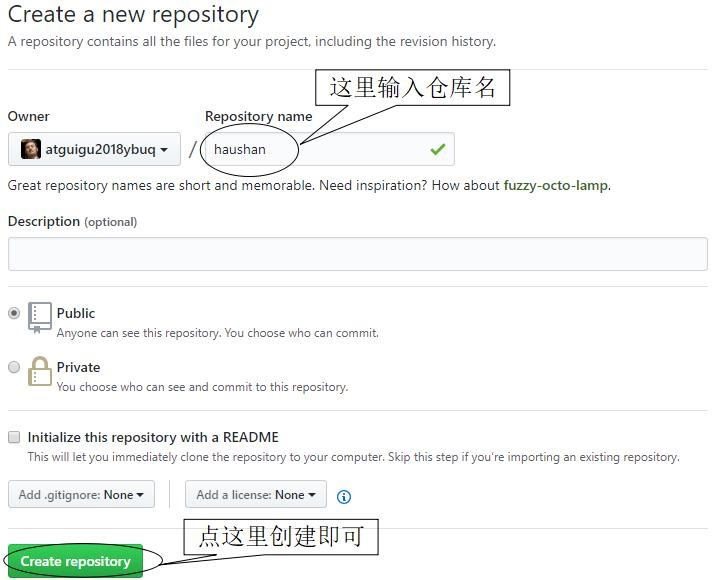 Create a new repository
A repository contains all the files for your project, including the revision history.
这里输入仓库名
Owner
Repository name
atguigu2018ybuq / haushan
Great repository names are short and memorable. Need inspiration? How about fuzzy-octo-lamp.
Description (optional)
Public
Anyone can see this repository. You choose who can commit.
Private
You choose who can see and commit to this repository.
Initialize this repository with a README
This will let you immediately clone the repository to your computer. Skip this step if you're importing an existing repository.
Add .gitignore: None
Add a license: None
点这里创建即可
Create repository